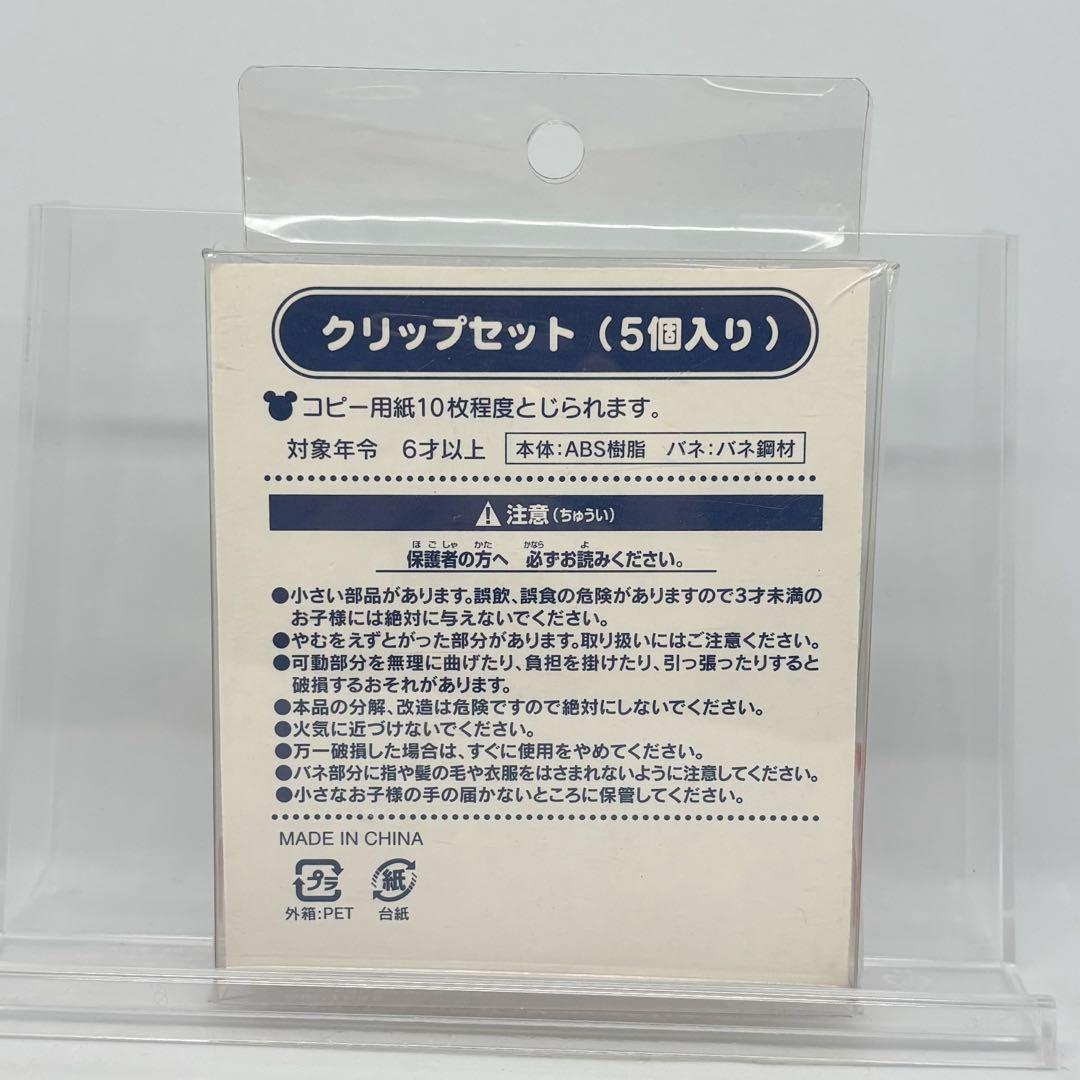 クリップセット（5個入り）
コピー用紙10枚程度とじられます。
対象年令　6才以上　本体：ABS樹脂　バネ：バネ鋼材
注意（ちゅうい）
ほごしゃ　かた　かなら　よ
保護者の方へ　必ずお読みください。
●小さい部品があります。誤飲、誤食の危険がありますので3才未満の
お子様には絶対に与えないでください。
●やむをえずとがった部分があります。取り扱いにはご注意ください。
●可動部分を無理に曲げたり、負担を掛けたり、引っ張ったりすると
破損するおそれがあります。
●本品の分解、改造は危険ですので絶対にしないでください。
●火気に近づけないでください。
●万一破損した場合は、すぐに使用をやめてください。
●バネ部分に指や髪の毛や衣服をはさまれないように注意してください。
●小さなお子様の手の届かないところに保管してください。
MADE IN CHINA
プラ　紙
外箱：PET　台紙